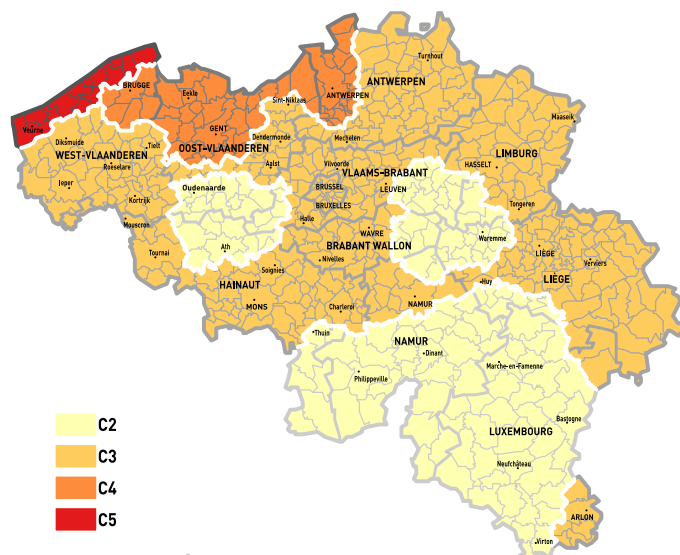 Turnhout
ANTWERPEN
BRUGGE
Eekle
ANTWERPEN
Sint-Niklaas
Maaseik
Veurne
GENT
Diksmuide
Dendermonde
Mechelen
Tielt
OOST-VLAANDEREN
WEST-VLAANDEREN
LIMBURG
Roeselare
Aalst
Vilvoorde
HASSELT
VLAAMS-BRABANT
Ieper
Oudenaarde
BRUSSEL
LEUVEN
Kortrijk
BRUXELLES
Tongeren
Mouscron
Halle
WAVRE
Waremme
Ath
BRABANT WALLON
Tournai
LIÈGE
Nivelles
Verviers
Soignies
HAINAUT
LIÈGE
Huy
MONS
NAMUR
Charleroi
Thuin
NAMUR
Dinant
Marche-en-Famenne
Philippeville
C2
Bastogne
LUXEMBOURG
C3
Neufchâteau
C4
C5
ARLON
Virton